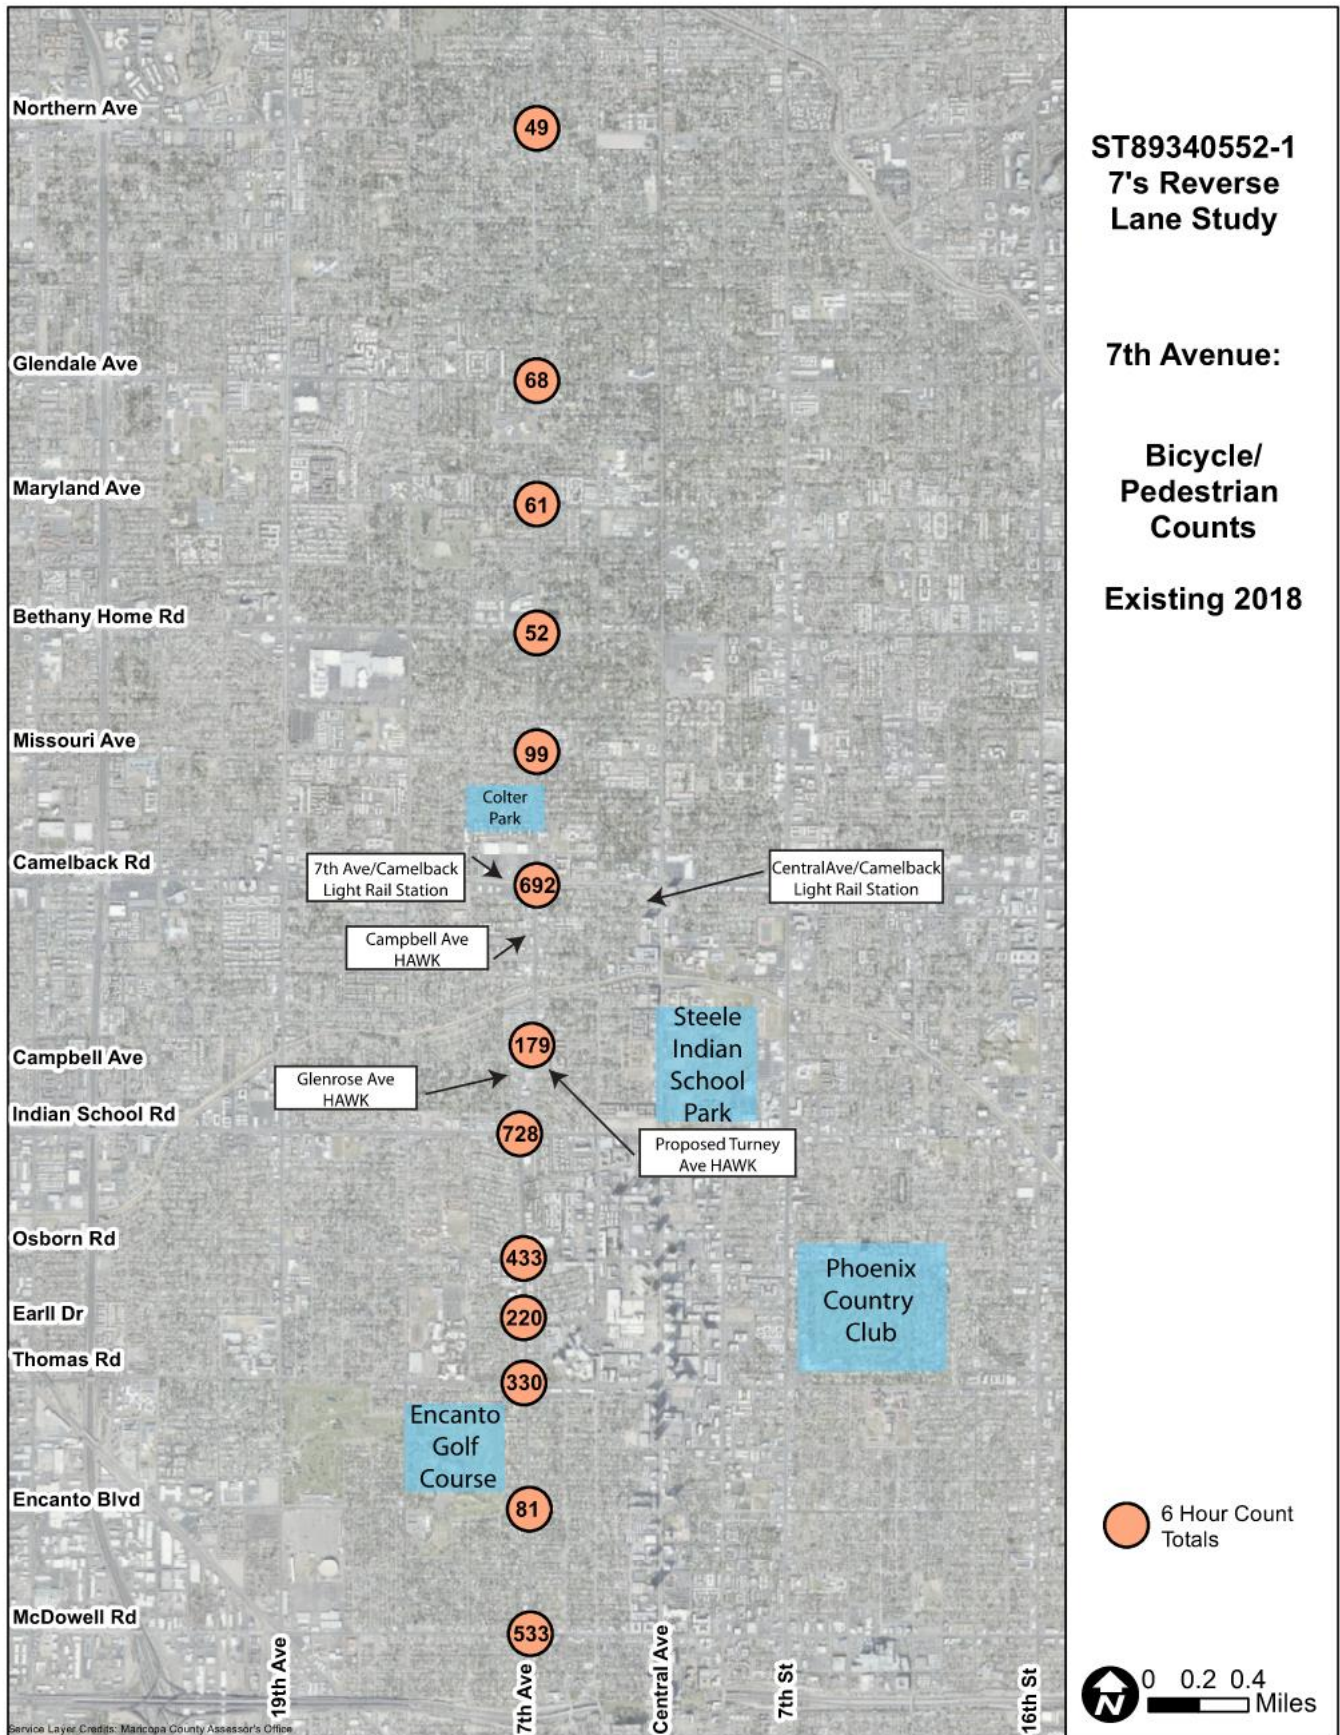 ST89340552-1
7's Reverse
Lane Study
7th Avenue:
Bicycle/
Pedestrian
Counts
Existing 2018
Northern Ave
49
Glendale Ave
68
Maryland Ave
61
Bethany Home Rd
52
Missouri Ave
99
Colter
Park
Camelback Rd
7th Ave/Camelback
Light Rail Station
692
CentralAve/Camelback
Light Rail Station
Campbell Ave
HAWK
Steele
Indian
School
Park
Campbell Ave
179
Glenrose Ave
HAWK
Indian School Rd
728
Proposed Turney
Ave HAWK
Osborn Rd
433
Phoenix
Country
Club
Earll Dr
220
Thomas Rd
330
Encanto
Golf
Course
Encanto Blvd
81
6 Hour Count
Totals
McDowell Rd
533
19th Ave
7th Ave
Central Ave
7th St
16th St
N
0 0.2 0.4
Miles
Service Layer Credits: Maricopa County Assessor's Office